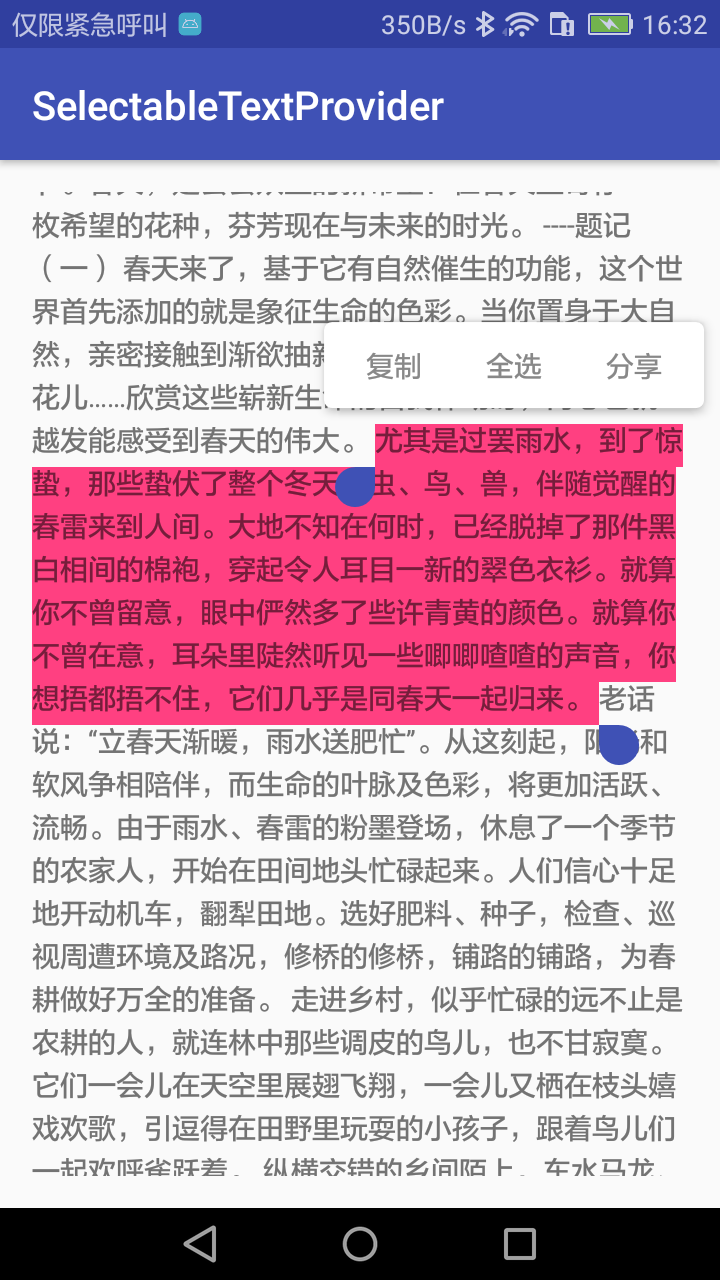 仅限紧急呼叫 350B/s 16:32
SelectableTextProvider
枚希望的花种，芬芳现在与未来的时光。 ----题记
（一）春天来了，基于它有自然催生的功能，这个世
界首先添加的就是象征生命的色彩。当你置身于大自
然，亲密接触到渐欲抽新
复制 全选 分享
花儿……欣赏这些崭新生
越发能感受到春天的伟大。 尤其是过罢雨水，到了惊
蛰，那些蛰伏了整个冬天 虫、鸟、兽，伴随觉醒的
春雷来到人间。大地不知在何时，已经脱掉了那件黑
白相间的棉袍，穿起令人耳目一新的翠色衣衫。就算
你不曾留意，眼中俨然多了些许青黄的颜色。就算你
不曾在意，耳朵里陡然听见一些唧唧喳喳的声音，你
想捂都捂不住，它们几乎是同春天一起归来。 老话
说：“立春天渐暖，雨水送肥忙”。从这刻起， 和
软风争相陪伴，而生命的叶脉及色彩，将更加活跃、
流畅。由于雨水、春雷的粉墨登场，休息了一个季节
的农家人，开始在田间地头忙碌起来。人们信心十足
地开动机车，翻犁田地。选好肥料、种子，检查、巡
视周遭环境及路况，修桥的修桥，铺路的铺路，为春
耕做好万全的准备。 走进乡村，似乎忙碌的远不止是
农耕的人，就连林中那些调皮的鸟儿，也不甘寂寞。
它们一会儿在天空里展翅飞翔，一会儿又栖在枝头嬉
戏欢歌，引逗得在田野里玩耍的小孩子，跟着鸟儿们
一起欢呼雀跃着。 纵横交错的乡间陌上，车水马龙，